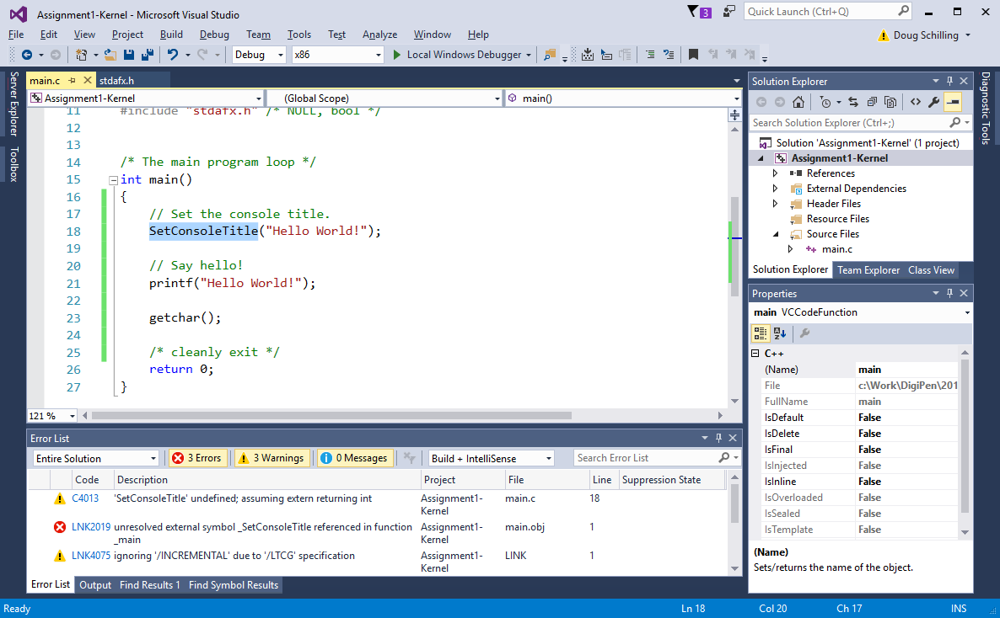 Assignment1-Kernel - Microsoft Visual Studio
3
Quick Launch (Ctrl+Q)
File Edit View Project Build Debug Team Tools Test Analyze Window Help
Doug Schilling
Debug x86 Local Windows Debugger
Server Explorer
Toolbox
main.c stdafx.h
Assignment1-Kernel (Global Scope) main()
11 #include "stdafx.h" /* NULL, bool */
12
13
14 /* The main program loop */
15 int main()
16 {
17 // Set the console title.
18 SetConsoleTitle("Hello World!");
19
20 // Say hello!
21 printf("Hello World!");
22
23 getchar();
24
25 /* cleanly exit */
26 return 0;
27 }
121 %
Solution Explorer
Search Solution Explorer (Ctrl+;)
Solution 'Assignment1-Kernel' (1 project)
Assignment1-Kernel
References
External Dependencies
Header Files
Resource Files
Source Files
main.c
Solution Explorer Team Explorer Class View
Diagnostic Tools
Properties
main VCCodeFunction
C++
(Name) main
File c:\Work\DigiPen\201
FullName main
IsDefault False
IsDelete False
IsFinal False
IsInjected False
IsInline False
IsOverloaded False
IsSealed False
IsTemplate False
(Name)
Sets/returns the name of the object.
Error List
Entire Solution 3 Errors 3 Warnings 0 Messages Build + IntelliSense Search Error List
Code Description Project File Line Suppression State
C4013 'SetConsoleTitle' undefined; assuming extern returning int Assignment1- main.c 18
Kernel
LNK2019 unresolved external symbol _SetConsoleTitle referenced in function Assignment1- main.obj 1
_main Kernel
LNK4075 ignoring '/INCREMENTAL' due to '/LTCG' specification Assignment1- LINK 1
Kernel
Error List Output Find Results 1 Find Symbol Results
Ready Ln 18 Col 20 Ch 17 INS